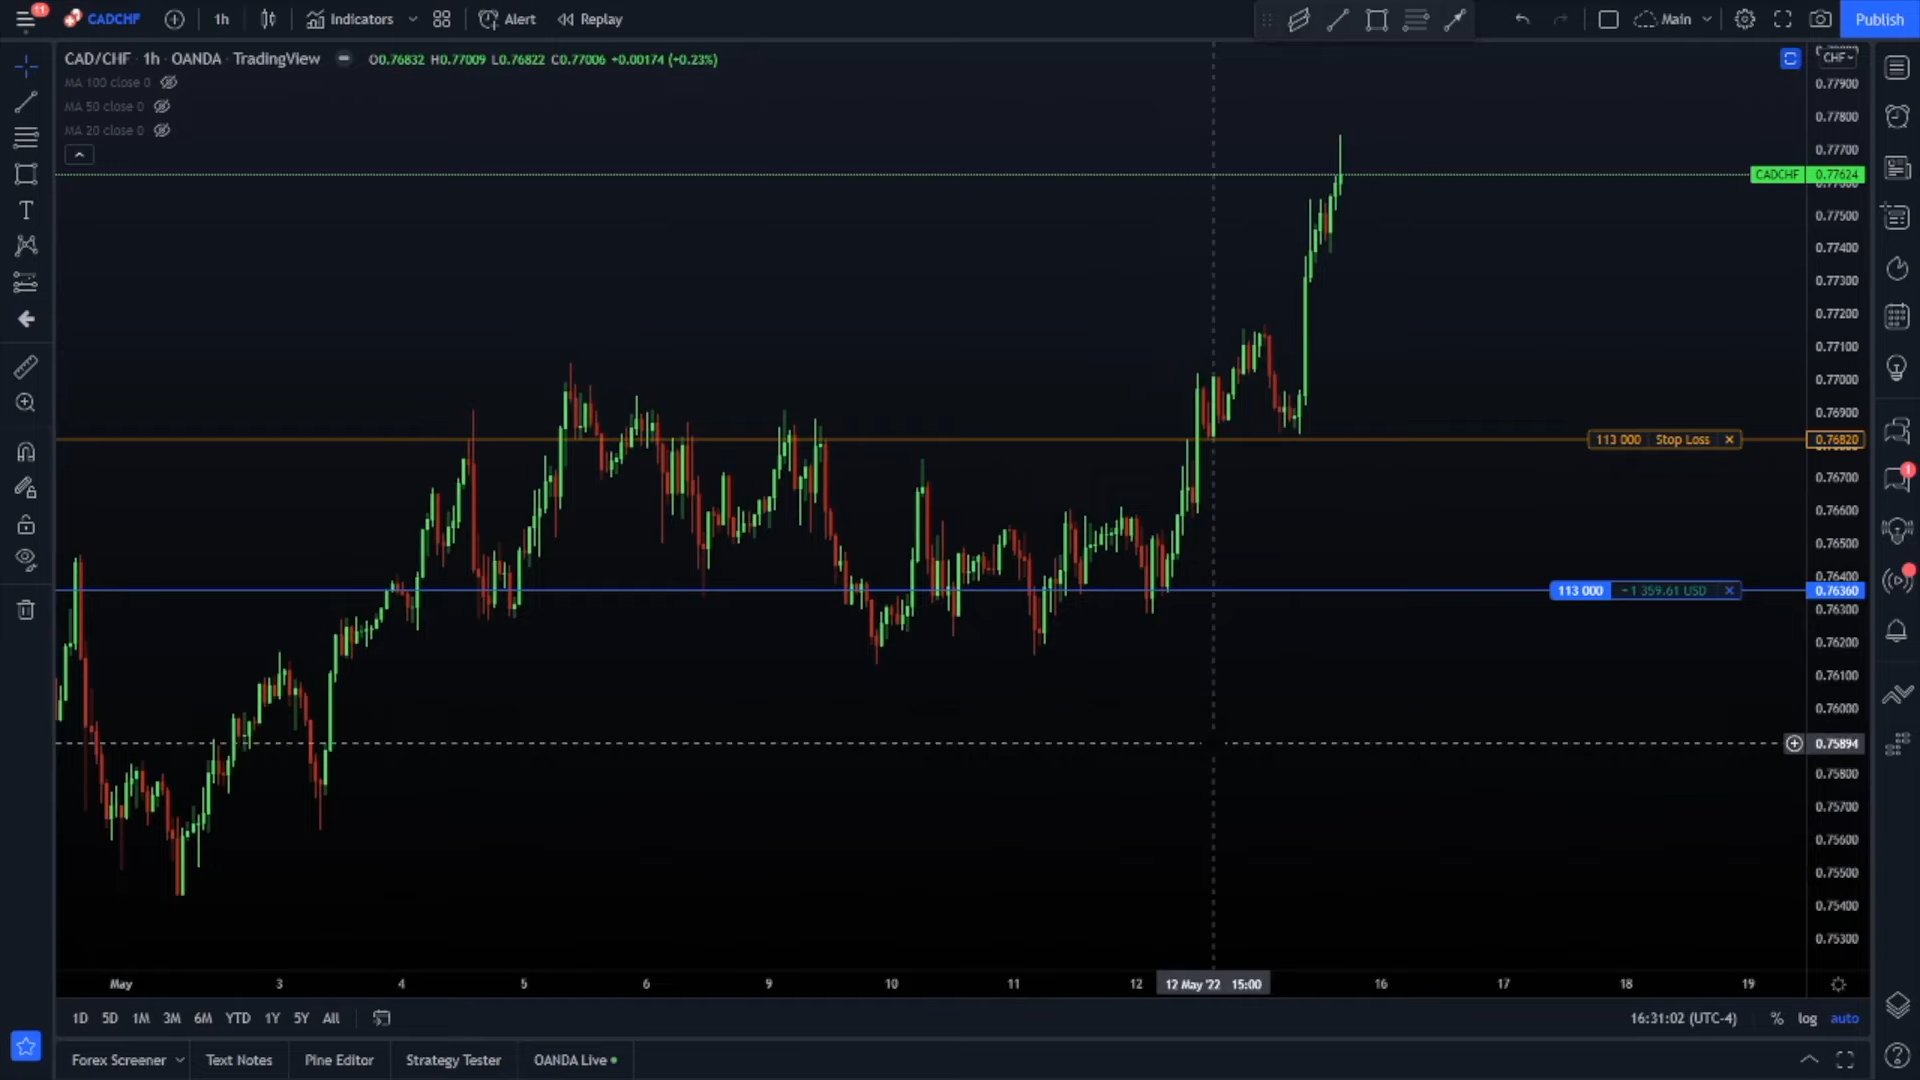 11
CADCHF
1h
Indicators
Alert
Replay
Main
Publish
CAD/CHF · 1h · OANDA · TradingView
O0.76832 H0.77009 L0.76822 C0.77006 +0.00174 (+0.23%)
MA 100 close 0
MA 50 close 0
MA 20 close 0
CHF
0.77900
0.77800
0.77700
CADCHF 0.77624
0.77500
0.77400
0.77300
0.77200
0.77100
0.77000
0.76900
113 000 Stop Loss × 0.76820
0.76700
0.76600
0.76500
0.76400
113 000 −1 359.61 USD × 0.76360
0.76300
0.76200
0.76100
0.76000
0.75894
0.75800
0.75700
0.75600
0.75500
0.75400
0.75300
1
May 3 4 5 6 9 10 11 12 12 May '22 15:00 16 17 18 19
1D 5D 1M 3M 6M YTD 1Y 5Y All
16:31:02 (UTC-4) % log auto
Forex Screener Text Notes Pine Editor Strategy Tester OANDA Live